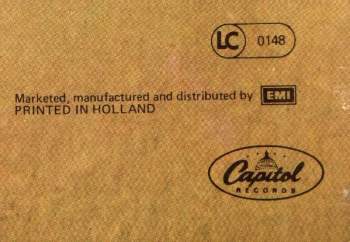 LC 0148
Marketed, manufactured and distributed by EMI
PRINTED IN HOLLAND
Capitol
RECORDS